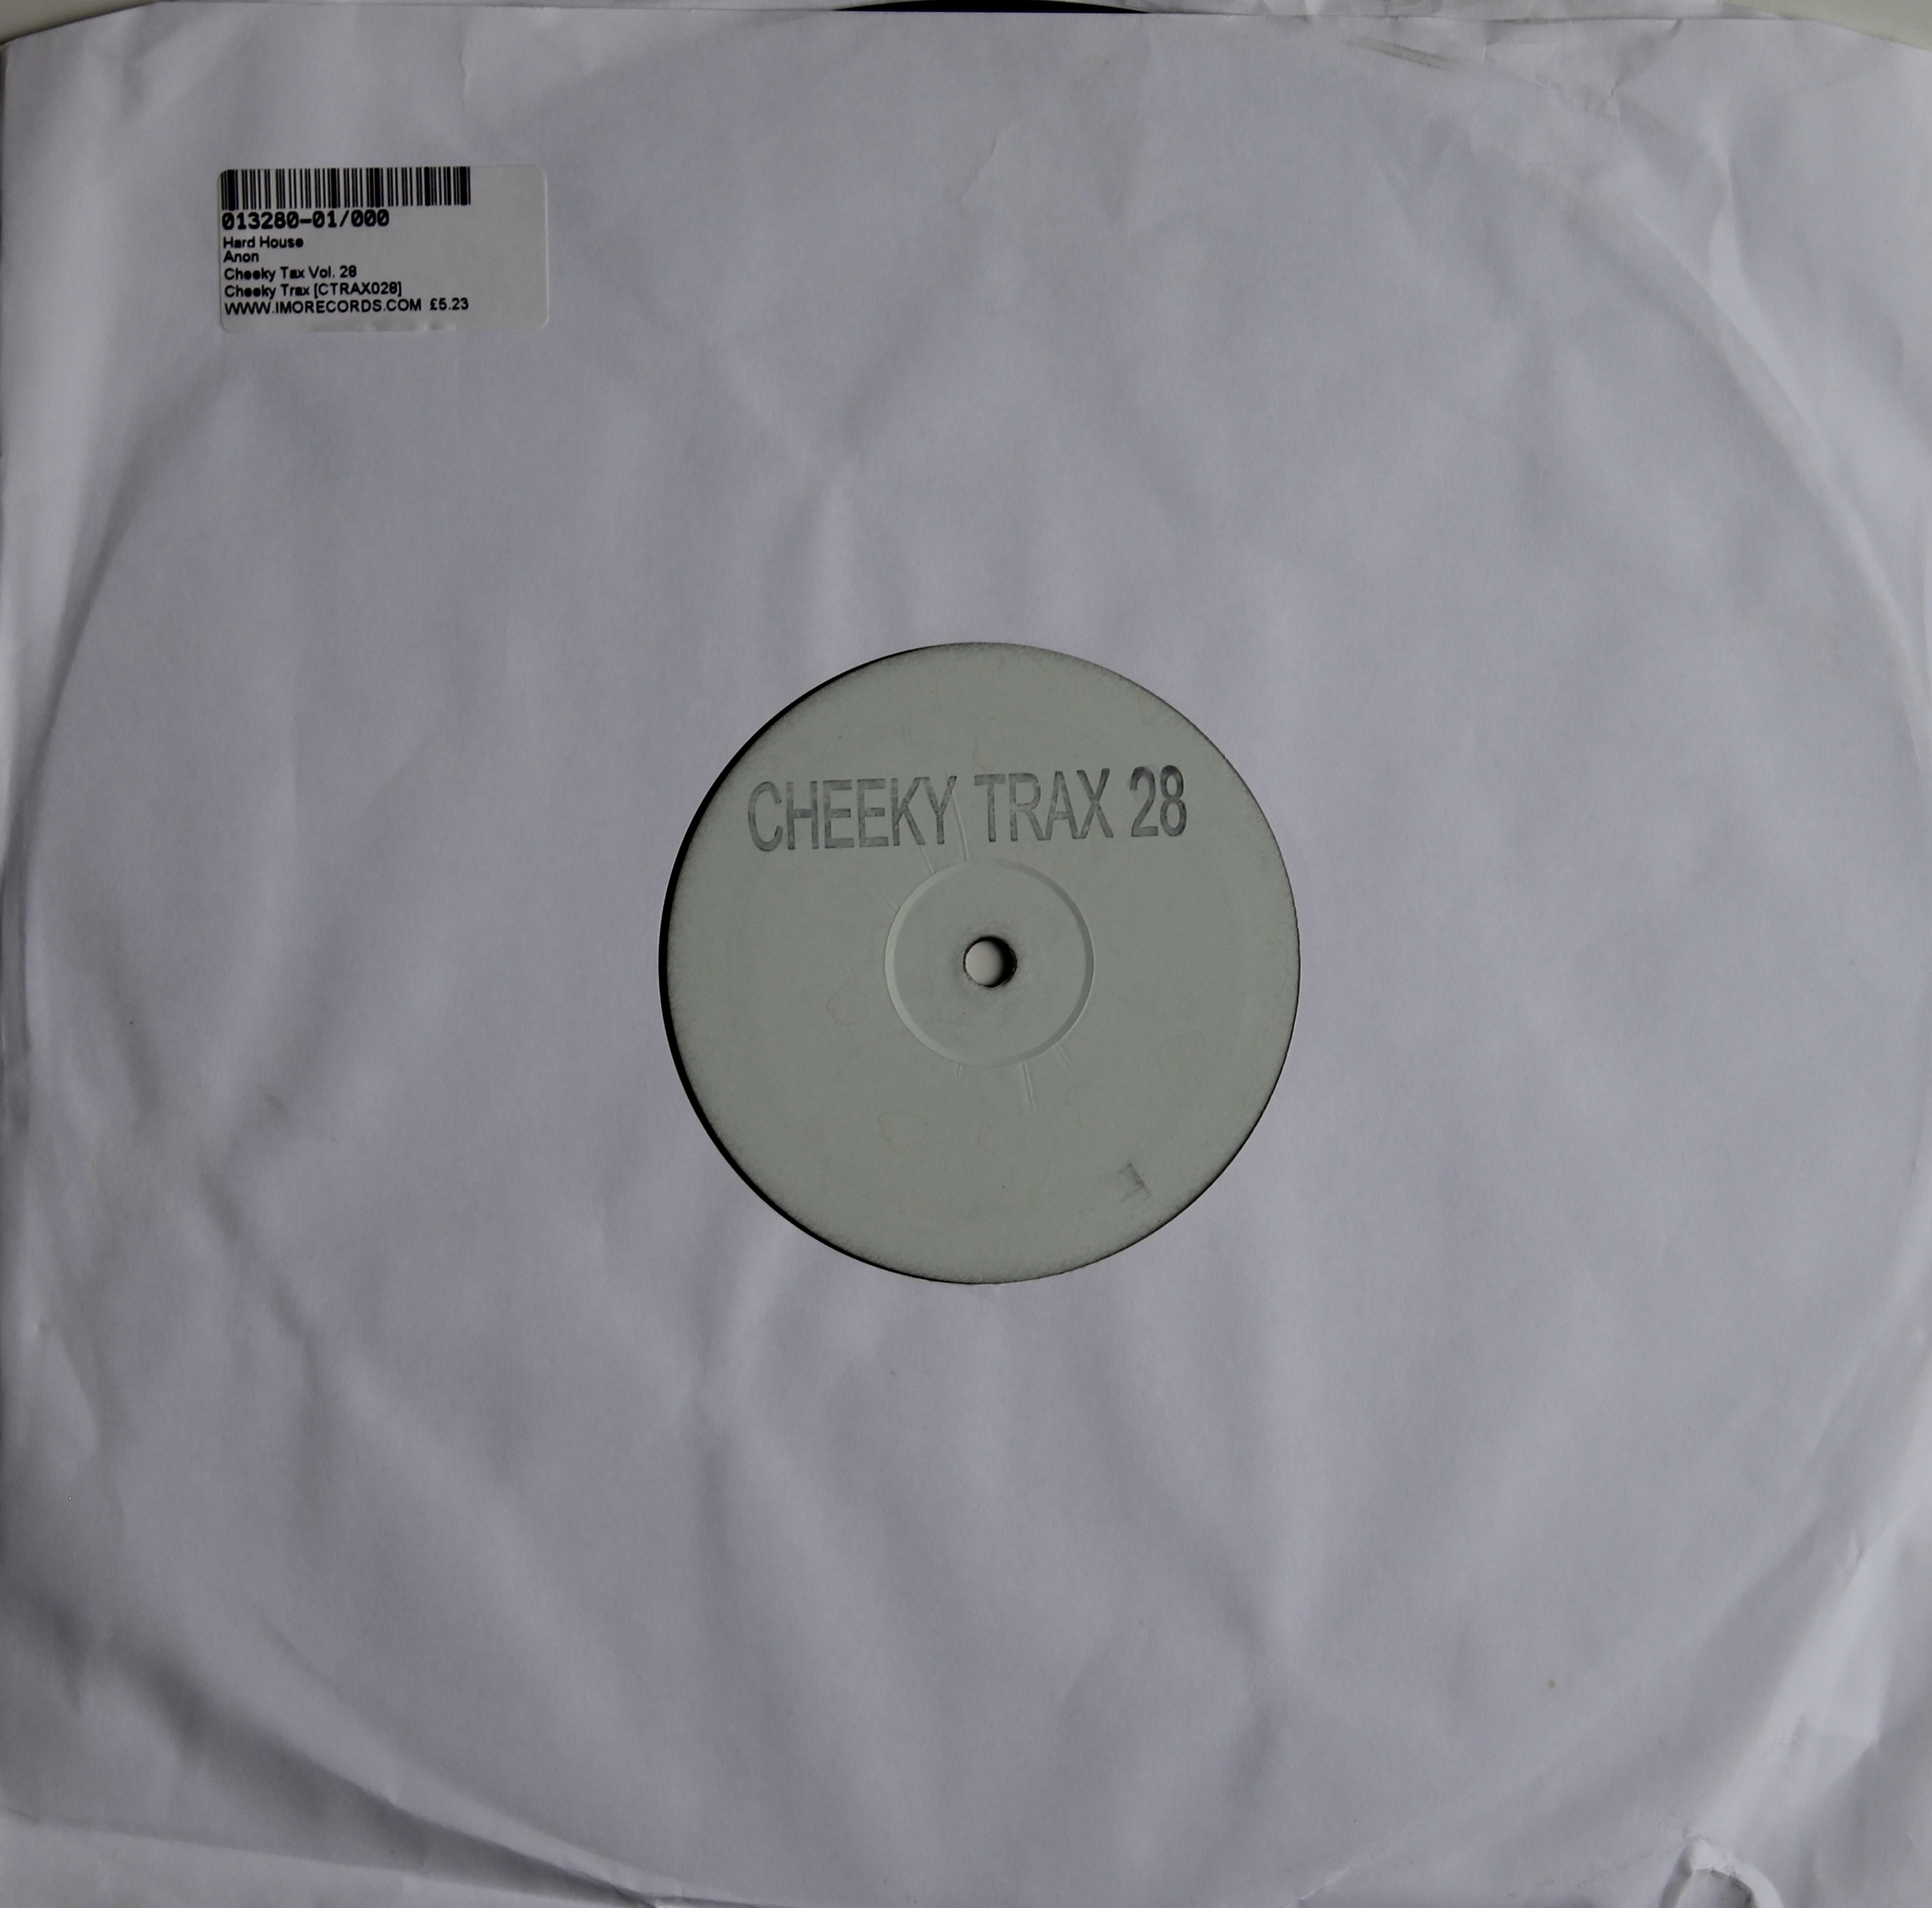 013280-01/000
Hard House
Anon
Cheeky Tax Vol. 28
Cheeky Trax [CTRAX028]
WWW.IMORECORDS.COM £5.23
CHEEKY TRAX 28